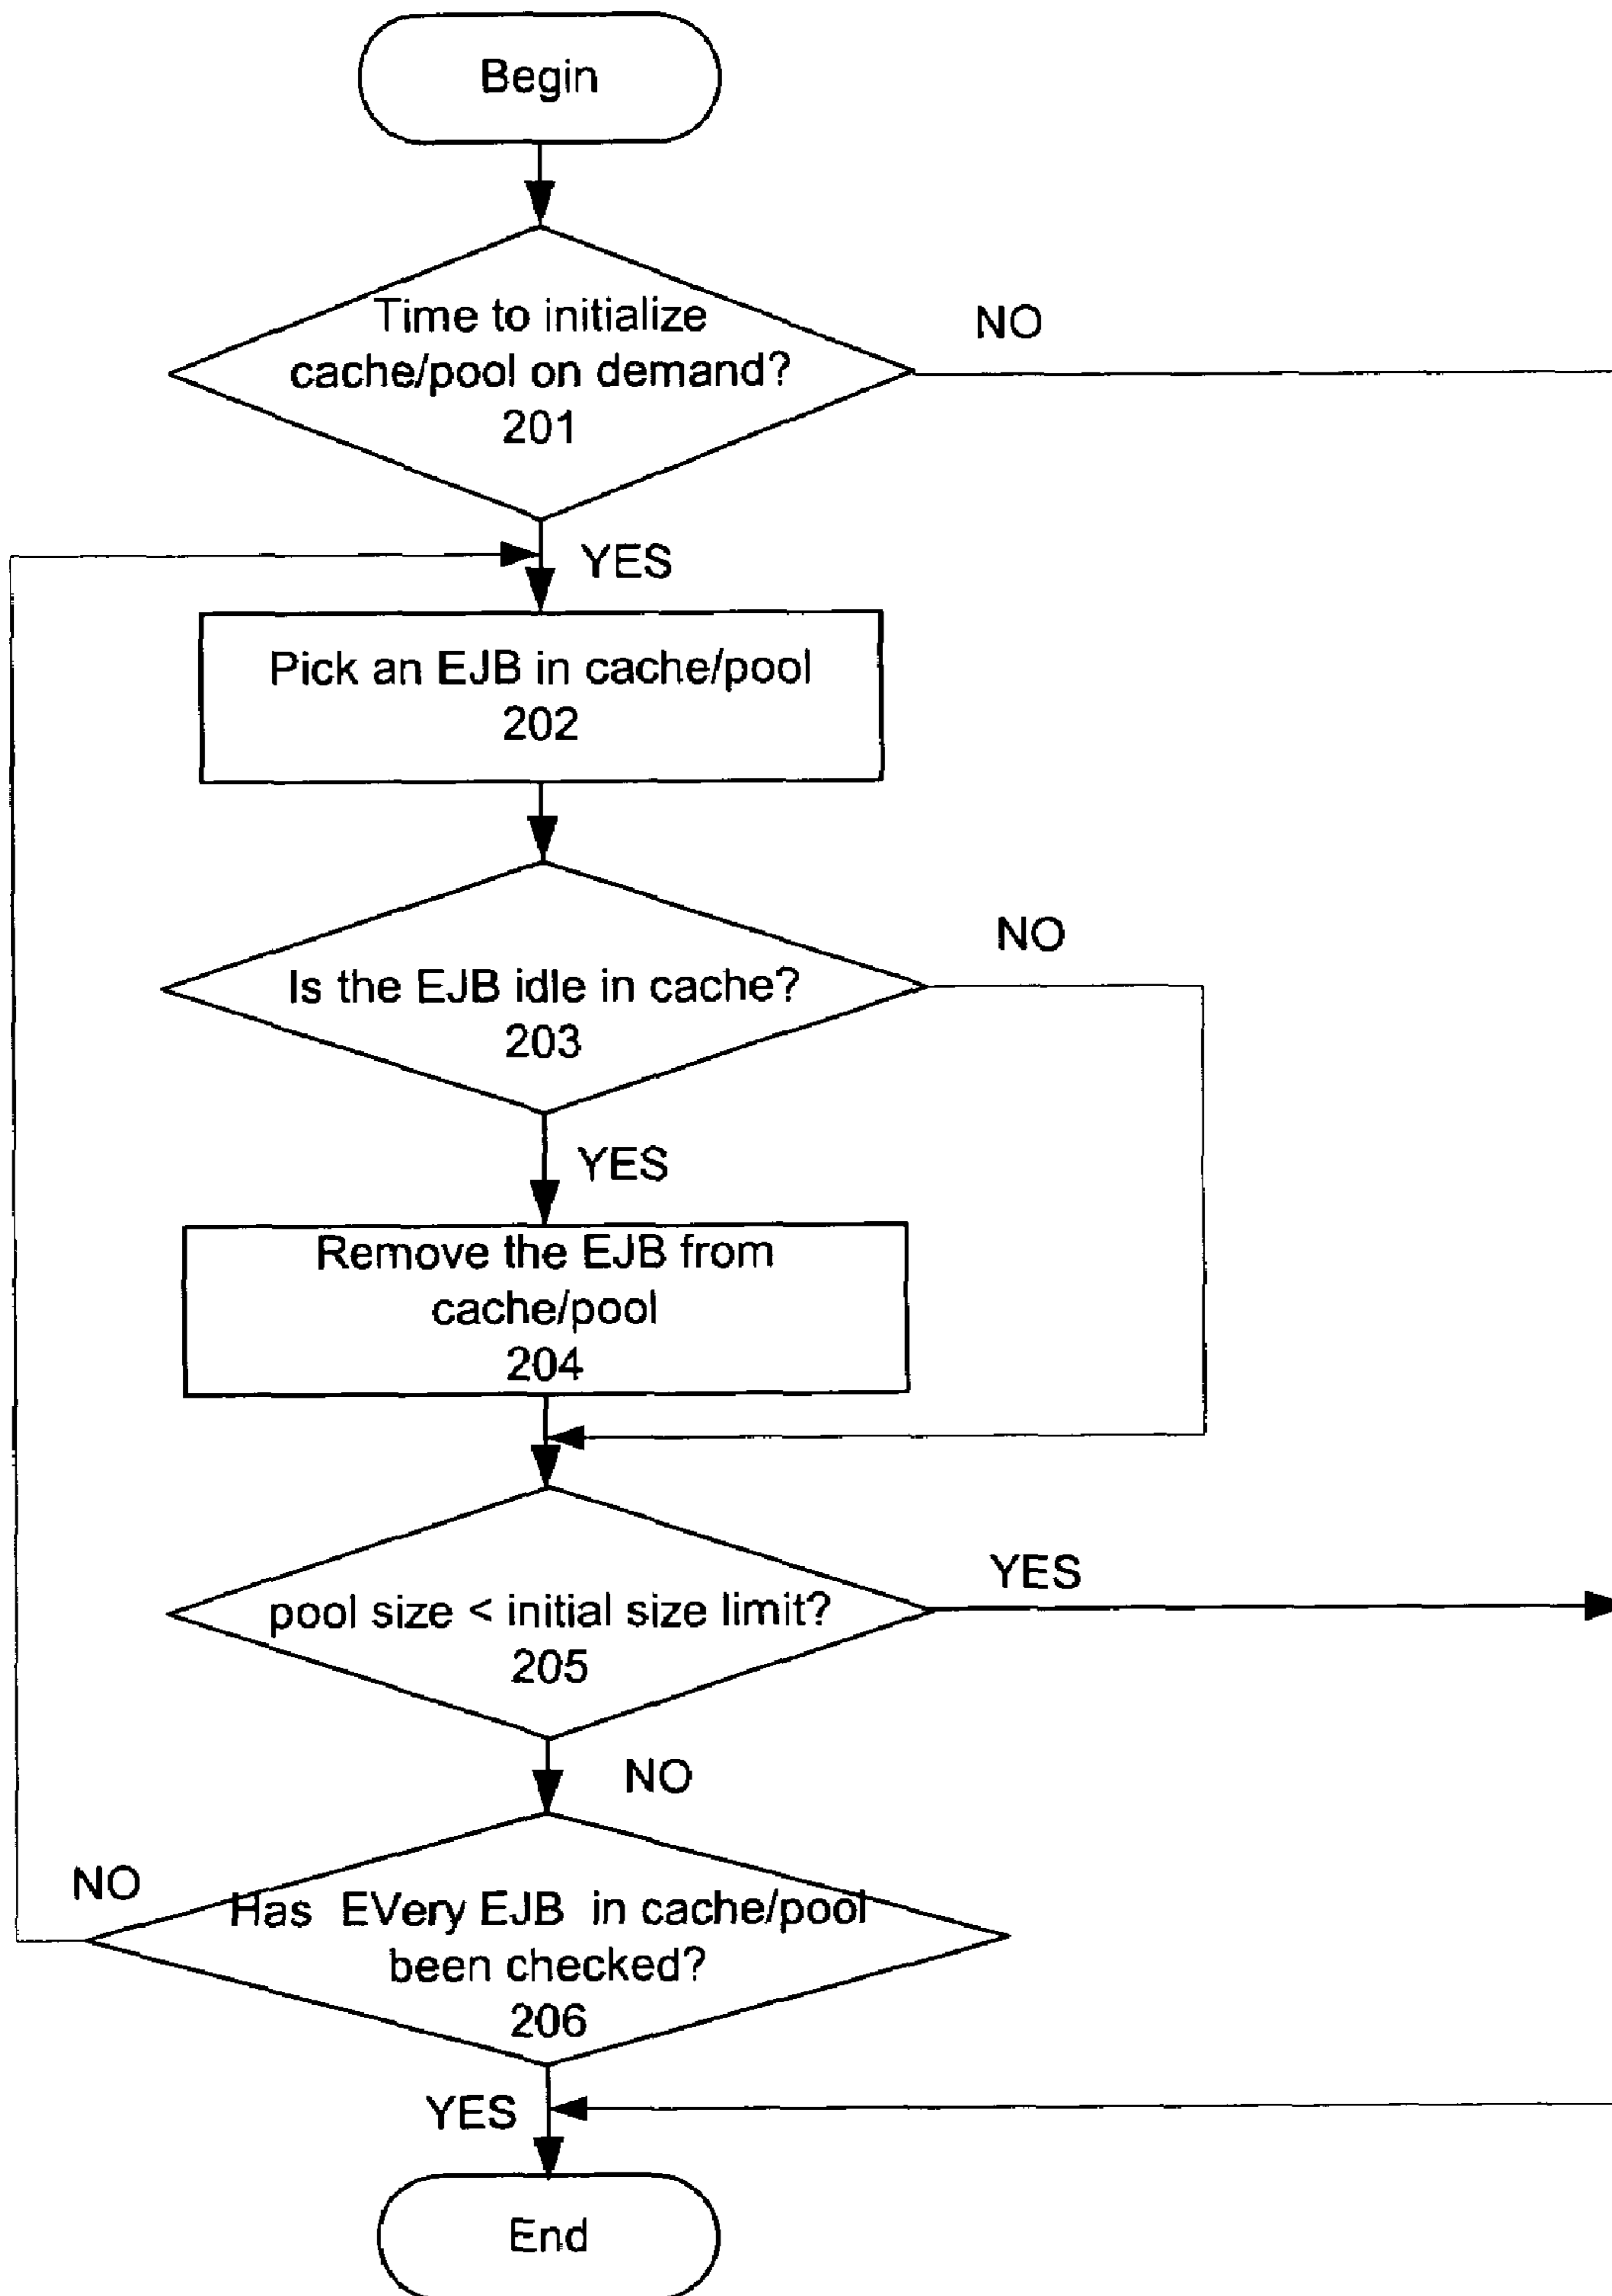 Begin
Time to initialize
cache/pool on demand?
201
NO
YES
Pick an EJB in cache/pool
202
Is the EJB idle in cache?
203
NO
YES
Remove the EJB from
cache/pool
204
pool size < initial size limit?
205
YES
NO
Has EVery EJB in cache/pool
been checked?
206
NO
YES
End